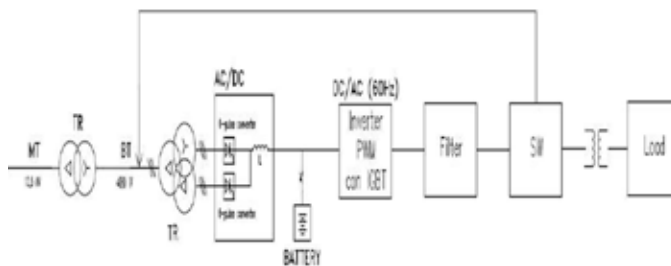 AC/DC
DC/AC (60Hz)
TR
MT
BT
6-pulse converter
L
6-pulse converter
Inverter
PWM
con IGBT
Filter
SW
Load
TR
BATTERY